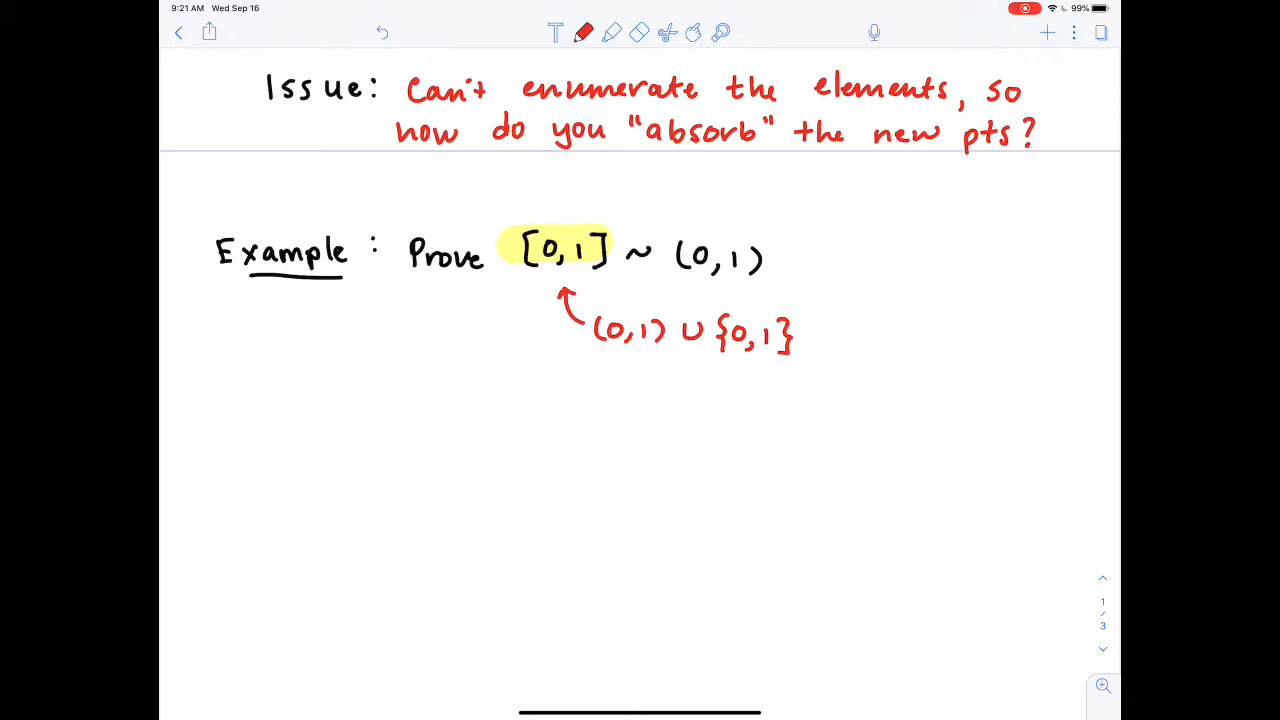 9:21 AM Wed Sep 16
99%
Issue: Can't enumerate the elements, so
how do you "absorb" the new pts?
Example: Prove [0,1] ~ (0,1)
(0,1) ∪ {0,1}
1
/
3